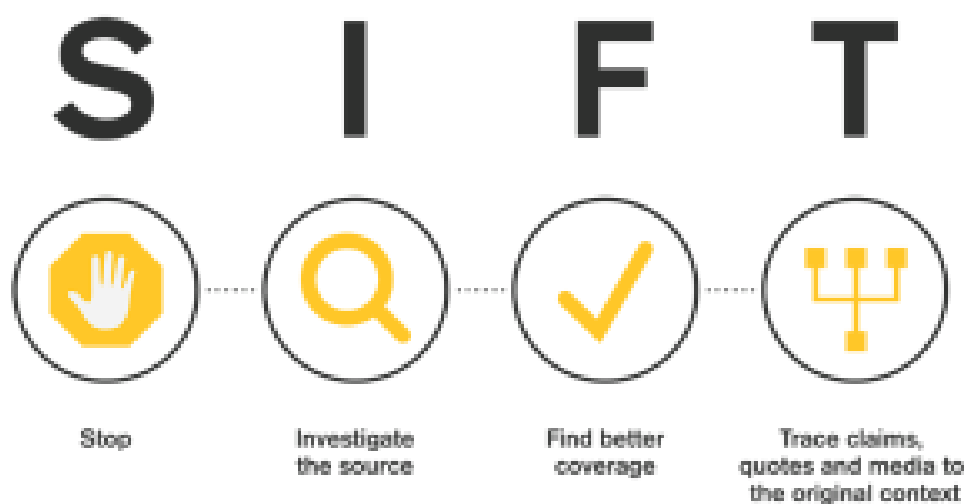 S I F T
Stop
Investigate
the source
Find better
coverage
Trace claims,
quotes and media to
the original context